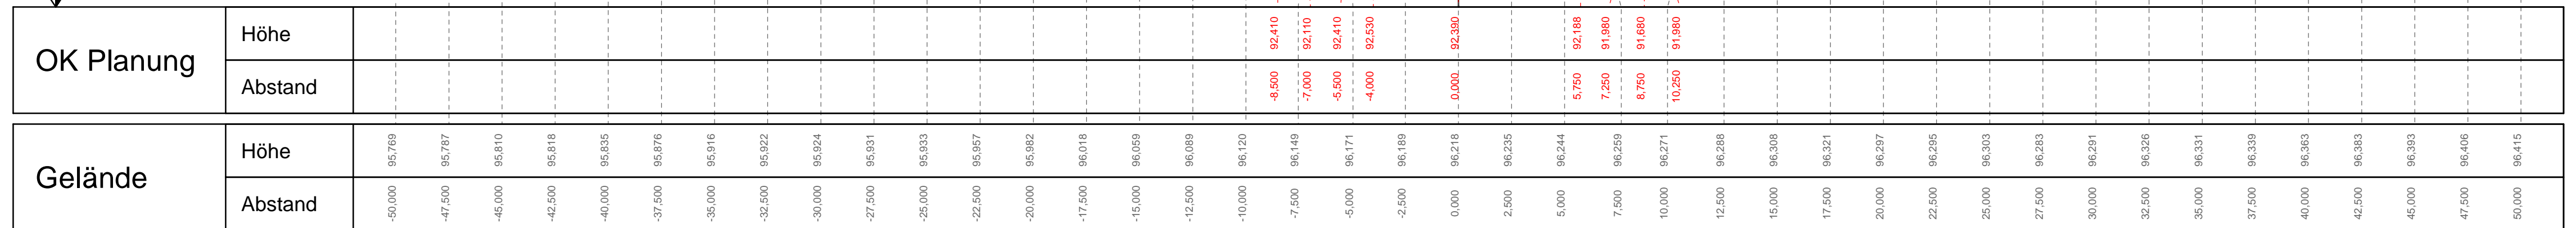 OK Planung
Höhe 92,410 92,110 92,410 92,530 92,390 92,188 91,980 91,680 91,980
Abstand -8,500 -7,000 -5,500 -4,000 0,000 5,750 7,250 8,750 10,250
Gelände
Höhe 95,769 95,787 95,810 95,818 95,835 95,876 95,916 95,922 95,924 95,931 95,933 95,957 95,982 96,018 96,059 96,089 96,120 96,149 96,171 96,189 96,218 96,235 96,244 96,259 96,271 96,288 96,308 96,321 96,297 96,295 96,303 96,283 96,291 96,326 96,331 96,339 96,363 96,383 96,393 96,406 96,415
Abstand -50,000 -47,500 -45,000 -42,500 -40,000 -37,500 -35,000 -32,500 -30,000 -27,500 -25,000 -22,500 -20,000 -17,500 -15,000 -12,500 -10,000 -7,500 -5,000 -2,500 0,000 2,500 5,000 7,500 10,000 12,500 15,000 17,500 20,000 22,500 25,000 27,500 30,000 32,500 35,000 37,500 40,000 42,500 45,000 47,500 50,000